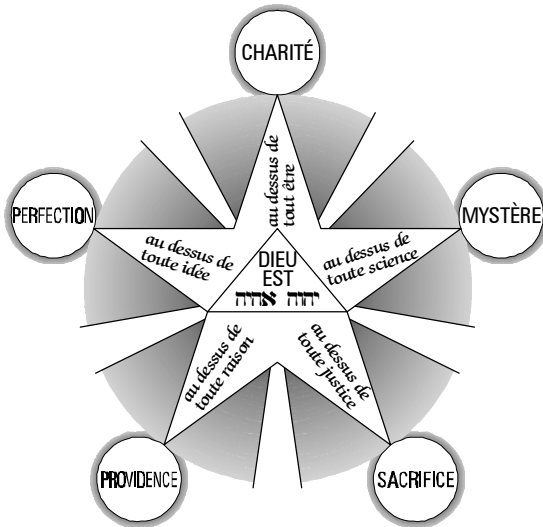 CHARITÉ
PERFECTION
MYSTÈRE
au dessus de
tout être
au dessus de
toute idée
au dessus de
toute science
DIEU
EST
יהוה אהיה
au dessus de
toute raison
au dessus de
toute justice
PROVIDENCE
SACRIFICE